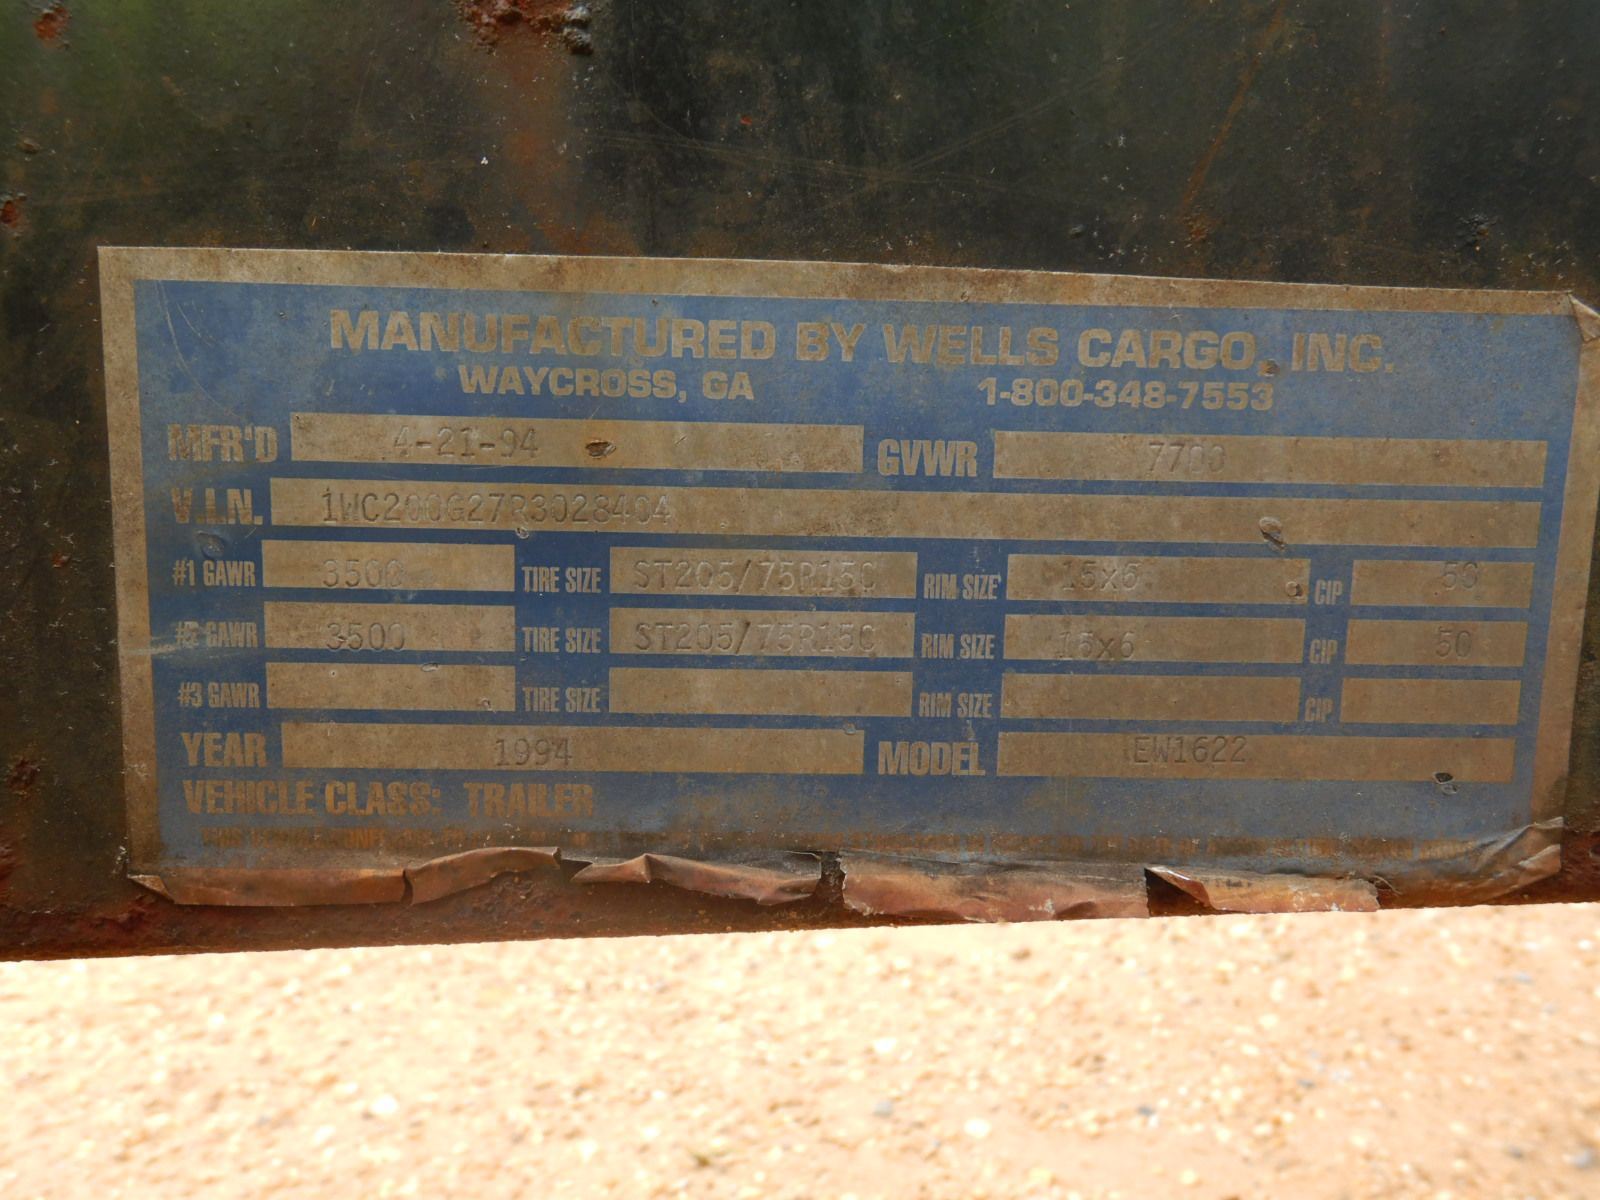 MANUFACTURED BY WELLS CARGO, INC.
WAYCROSS, GA 1-800-348-7553
MFR'D 4-21-94 GVWR 7700
V.I.N. 1WC200G27R3028404
#1 GAWR 3500 TIRE SIZE ST205/75R15C RIM SIZE 15x6 CIP 50
#2 GAWR 3500 TIRE SIZE ST205/75R15C RIM SIZE 15x6 CIP 50
#3 GAWR TIRE SIZE RIM SIZE CIP
YEAR 1994 MODEL EW1622
VEHICLE CLASS: TRAILER